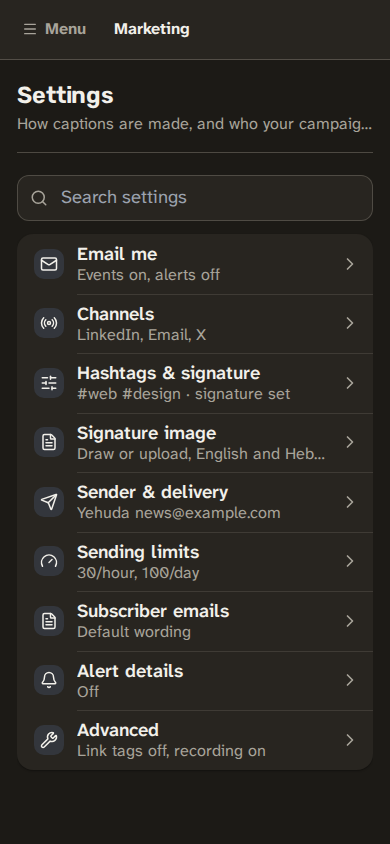 Menu Marketing
Settings
How captions are made, and who your campaig...
Search settings
Email me
Events on, alerts off
Channels
LinkedIn, Email, X
Hashtags & signature
#web #design · signature set
Signature image
Draw or upload, English and Heb...
Sender & delivery
Yehuda news@example.com
Sending limits
30/hour, 100/day
Subscriber emails
Default wording
Alert details
Off
Advanced
Link tags off, recording on